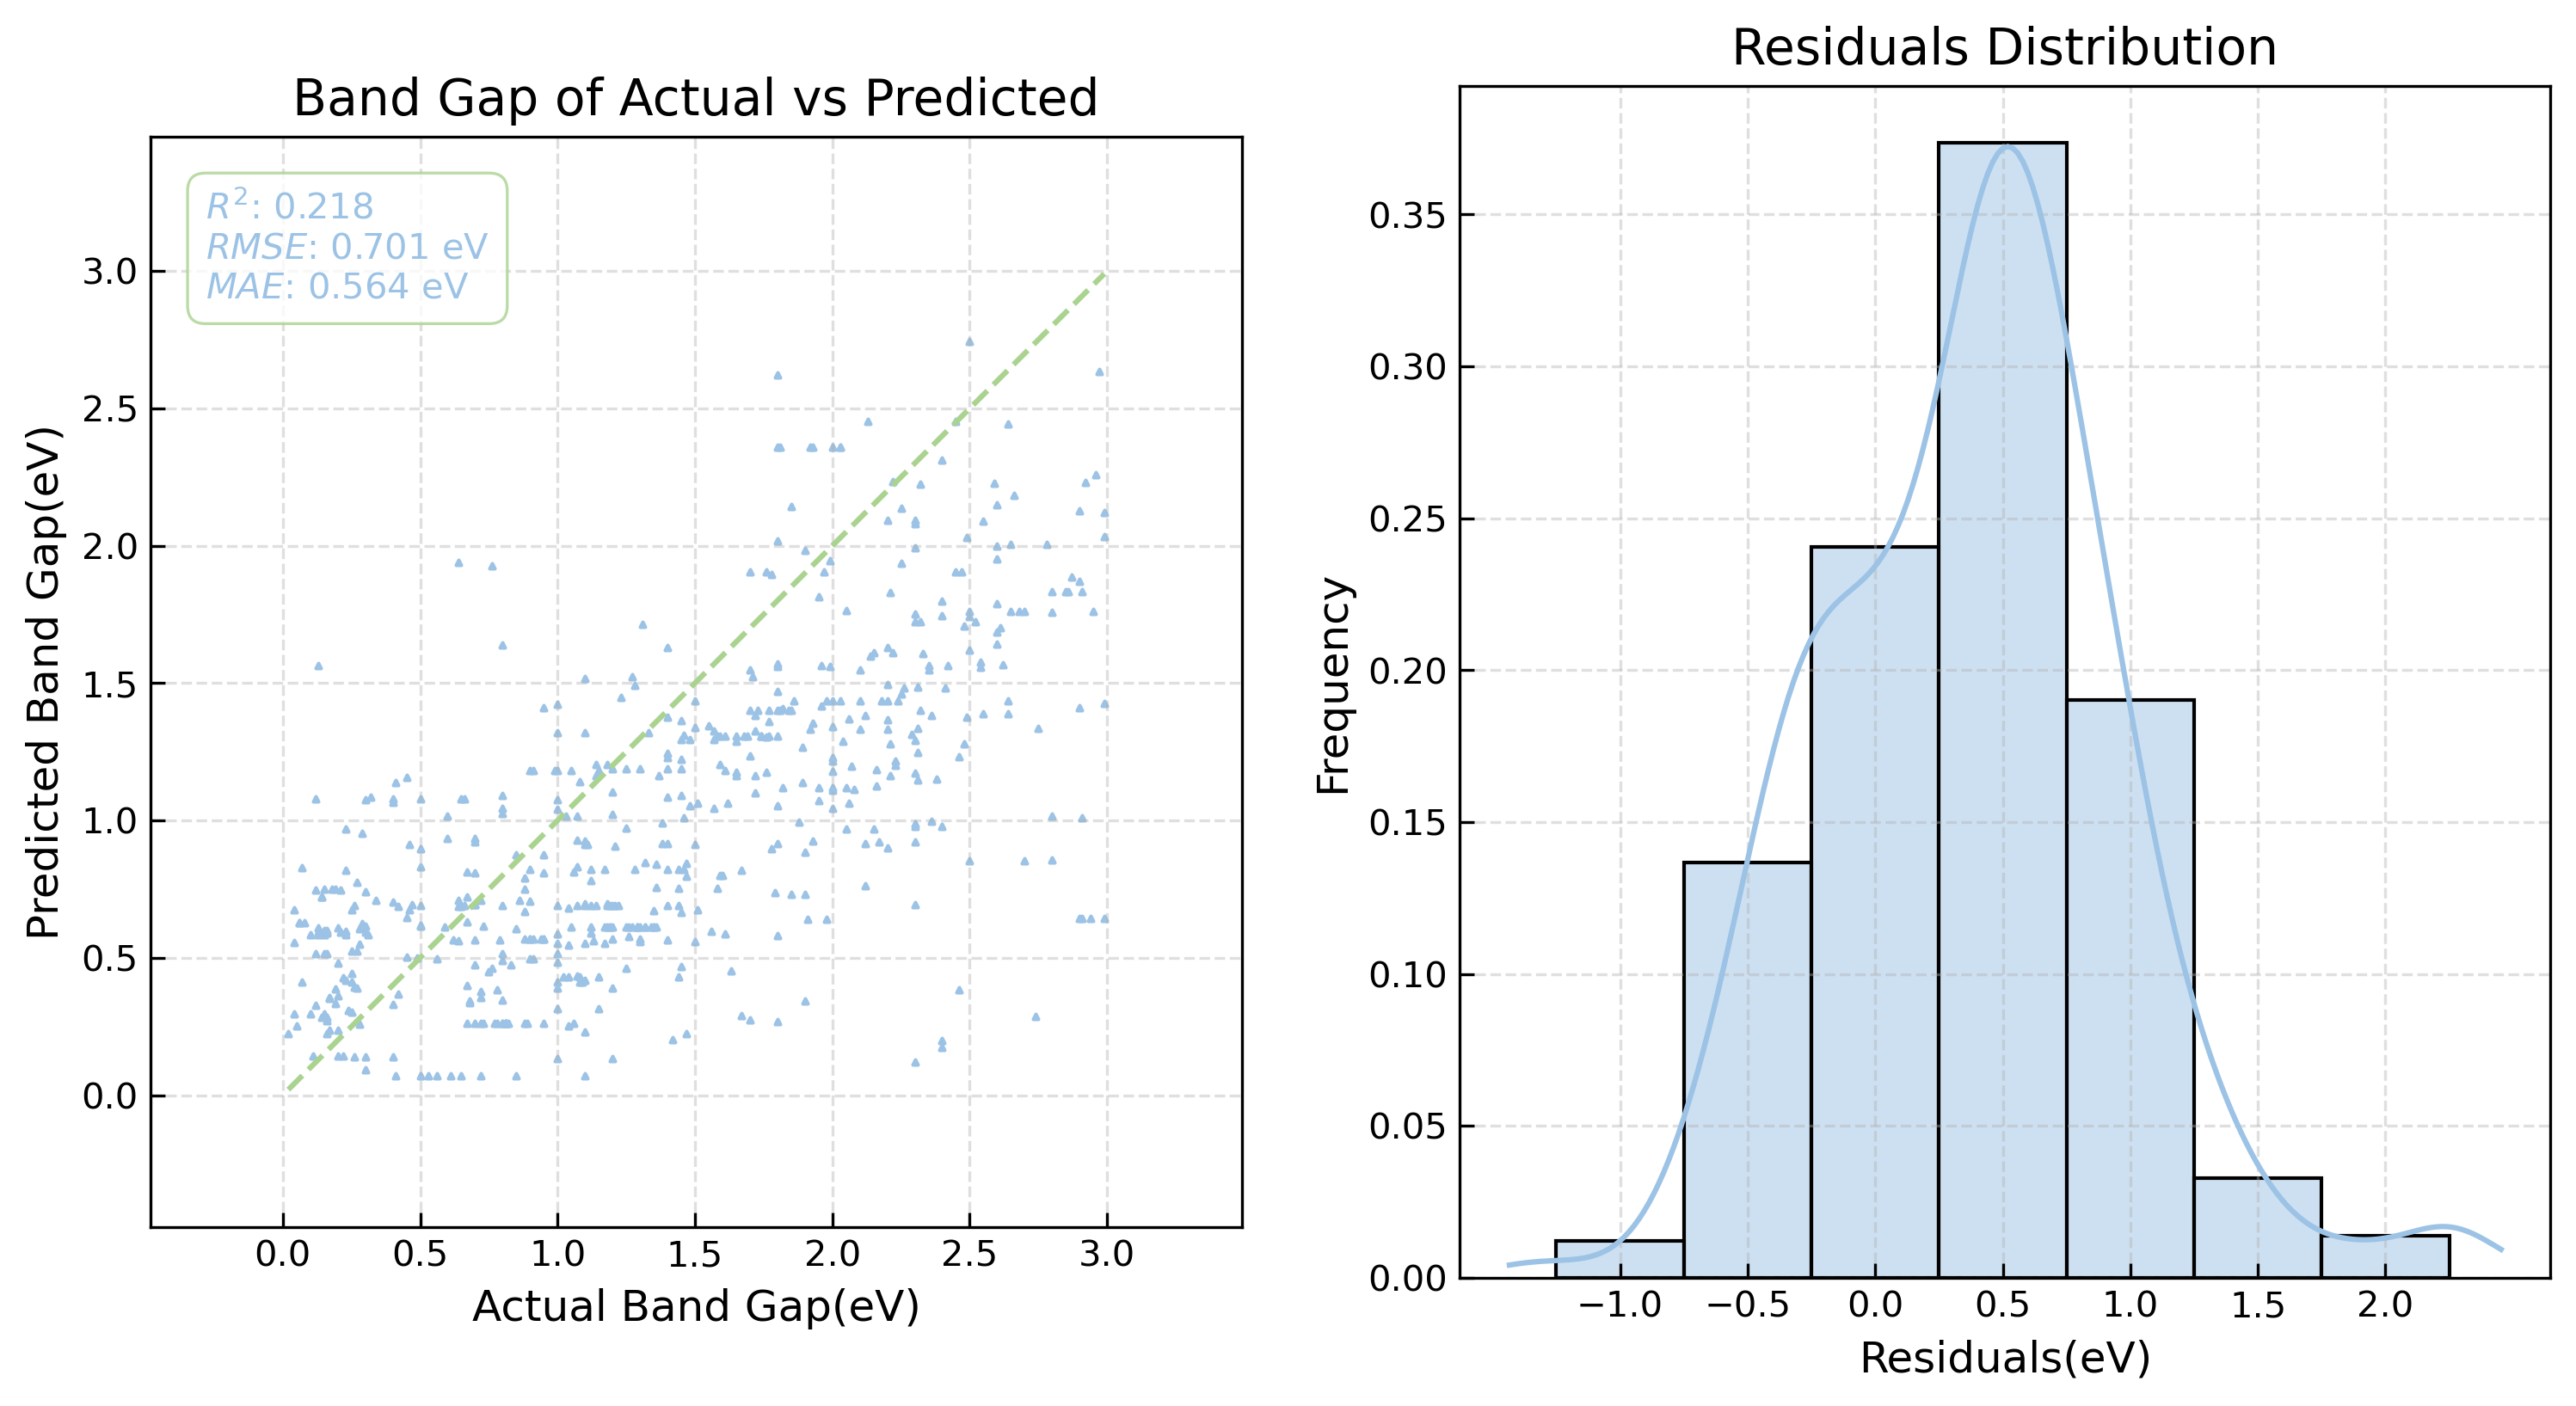 Band Gap of Actual vs Predicted
R²: 0.218
RMSE: 0.701 eV
MAE: 0.564 eV
3.0
2.5
2.0
1.5
1.0
0.5
0.0
Predicted Band Gap(eV)
0.0 0.5 1.0 1.5 2.0 2.5 3.0
Actual Band Gap(eV)
Residuals Distribution
0.35
0.30
0.25
0.20
0.15
0.10
0.05
0.00
Frequency
−1.0 −0.5 0.0 0.5 1.0 1.5 2.0
Residuals(eV)